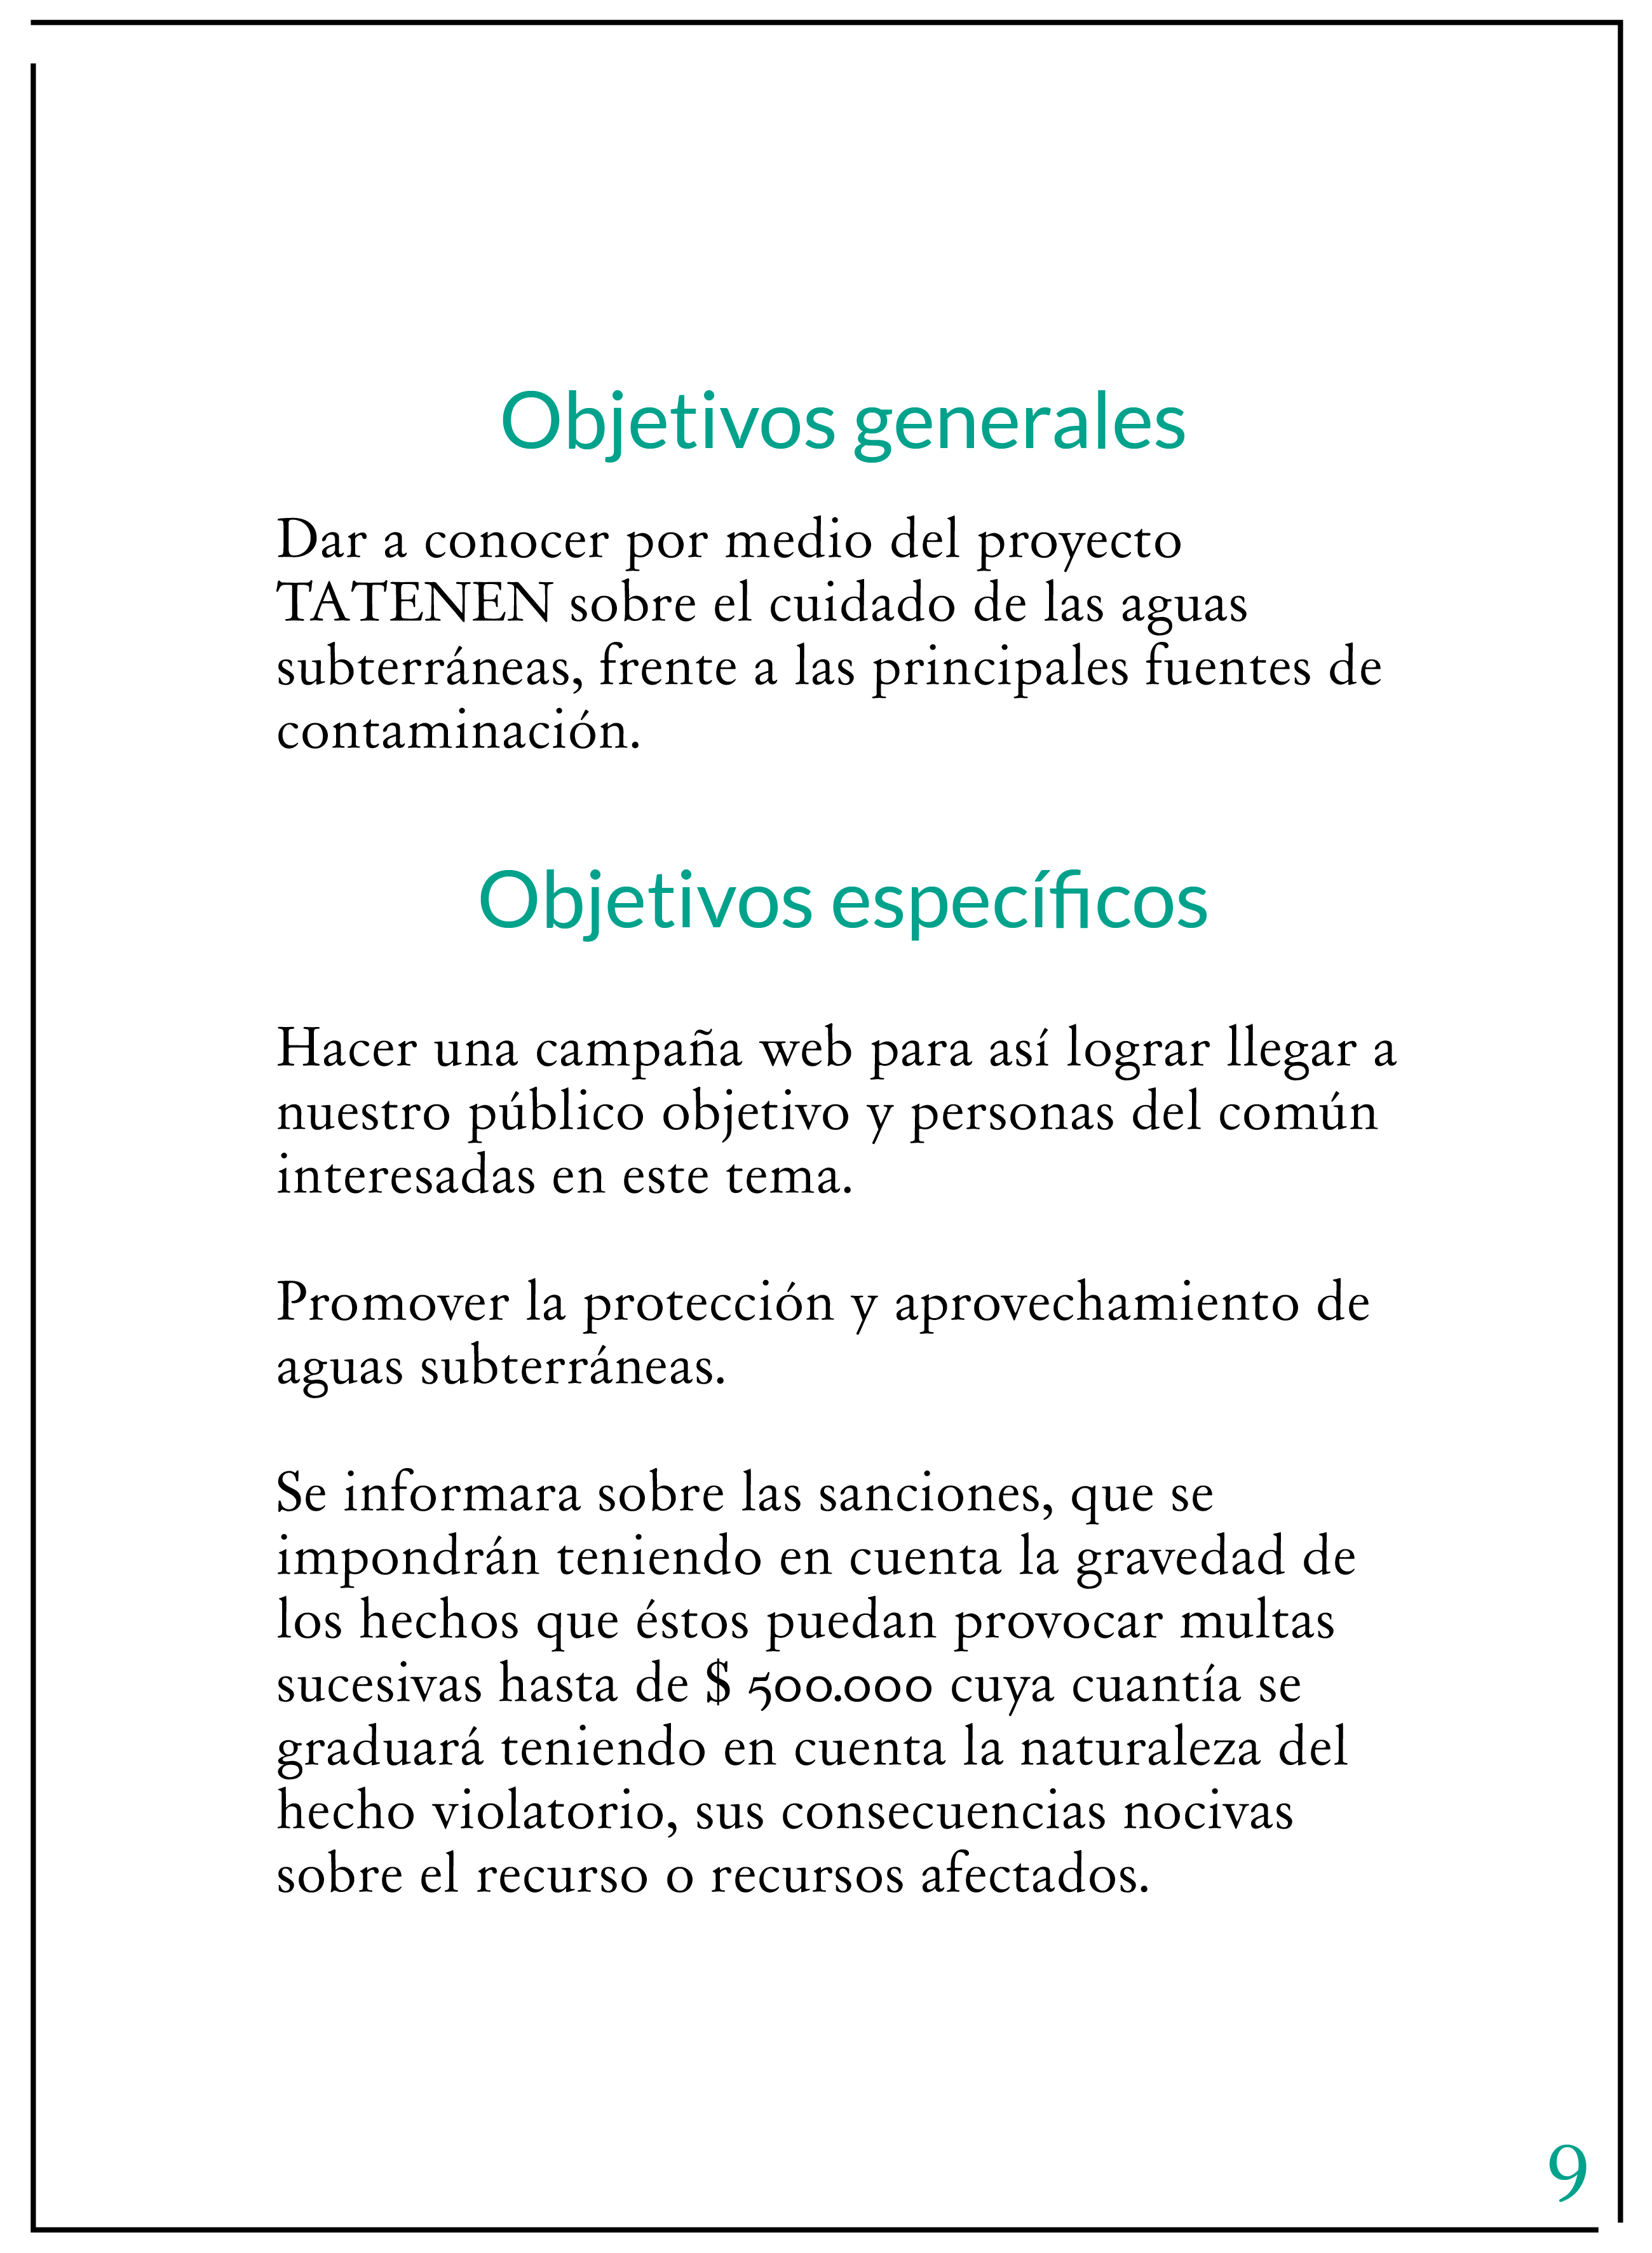 Objetivos generales
Dar a conocer por medio del proyecto
TATENEN sobre el cuidado de las aguas
subterráneas, frente a las principales fuentes de
contaminación.
Objetivos específicos
Hacer una campaña web para así lograr llegar a
nuestro público objetivo y personas del común
interesadas en este tema.
Promover la protección y aprovechamiento de
aguas subterráneas.
Se informara sobre las sanciones, que se
impondrán teniendo en cuenta la gravedad de
los hechos que éstos puedan provocar multas
sucesivas hasta de $ 500.000 cuya cuantía se
graduará teniendo en cuenta la naturaleza del
hecho violatorio, sus consecuencias nocivas
sobre el recurso o recursos afectados.
9